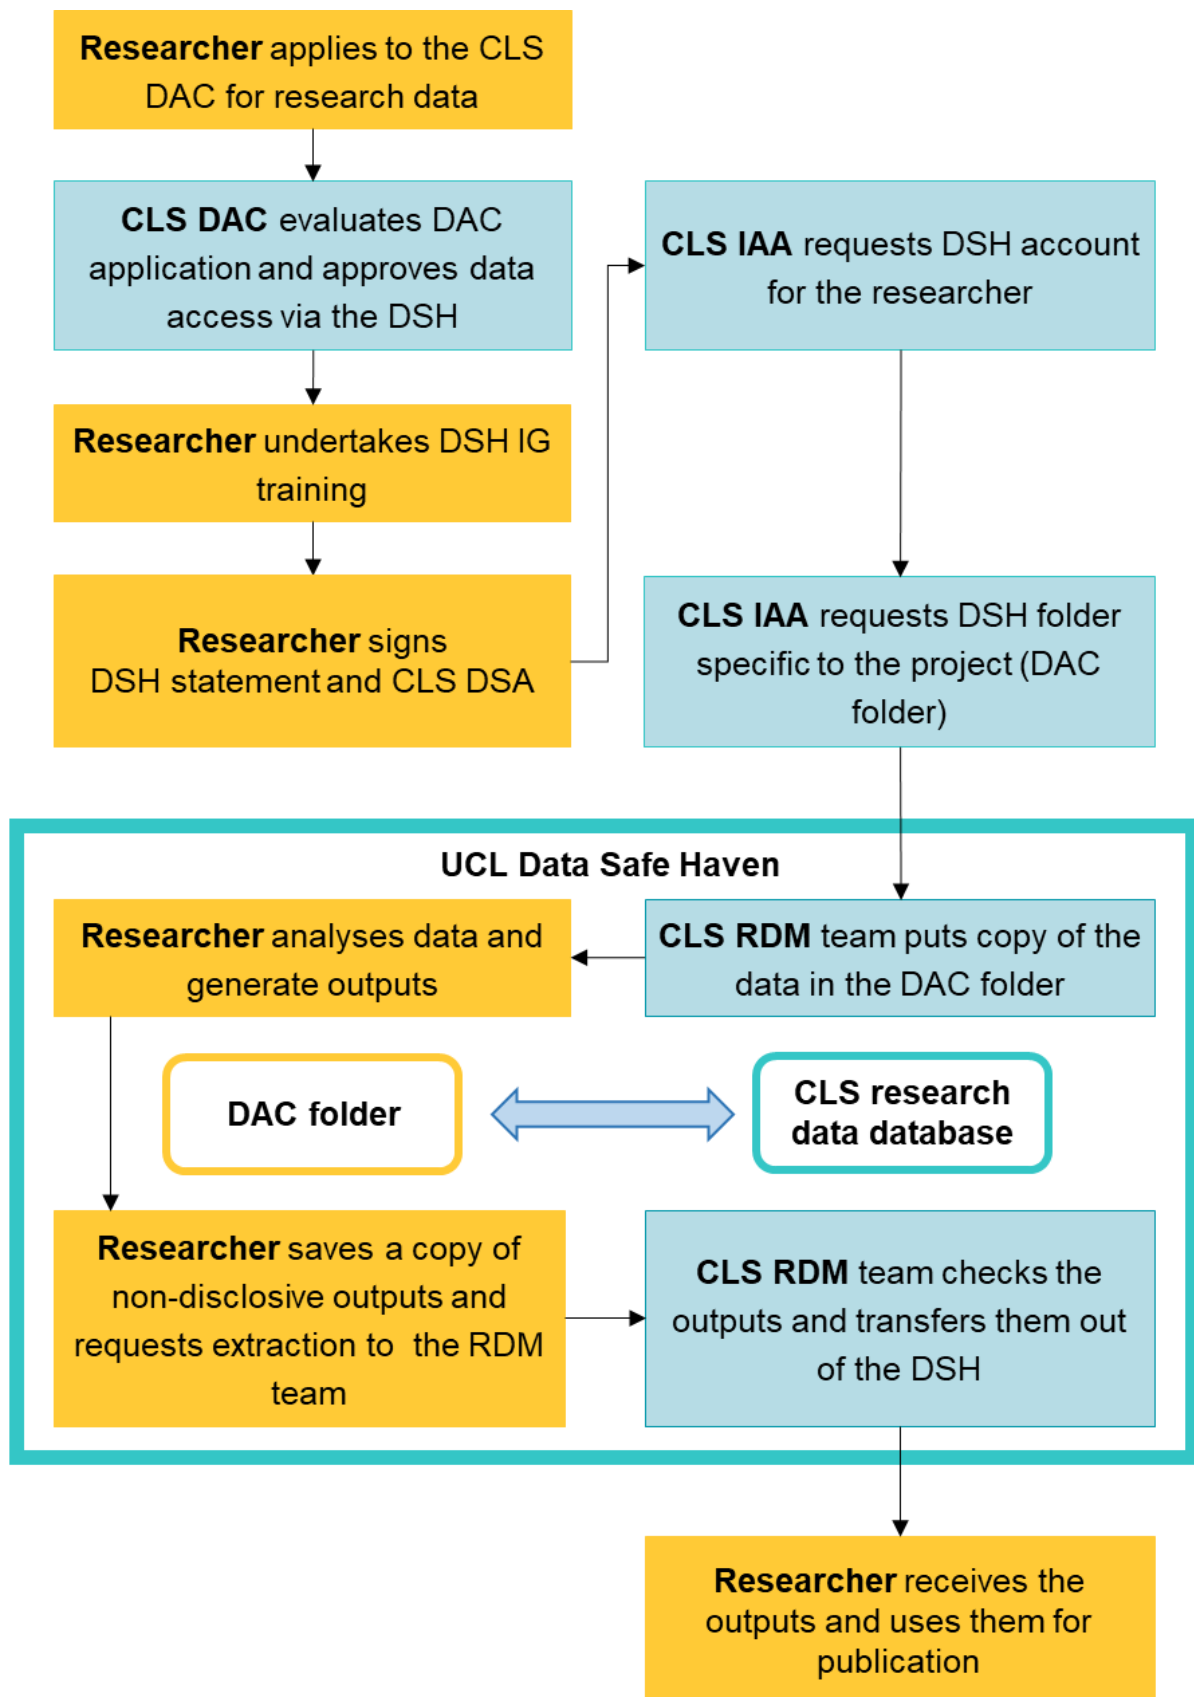 Researcher applies to the CLS
DAC for research data
CLS DAC evaluates DAC
application and approves data
access via the DSH
Researcher undertakes DSH IG
training
Researcher signs
DSH statement and CLS DSA
CLS IAA requests DSH account
for the researcher
CLS IAA requests DSH folder
specific to the project (DAC
folder)
UCL Data Safe Haven
CLS RDM team puts copy of the
data in the DAC folder
Researcher analyses data and
generate outputs
DAC folder
CLS research
data database
Researcher saves a copy of
non-disclosive outputs and
requests extraction to the RDM
team
CLS RDM team checks the
outputs and transfers them out
of the DSH
Researcher receives the
outputs and uses them for
publication